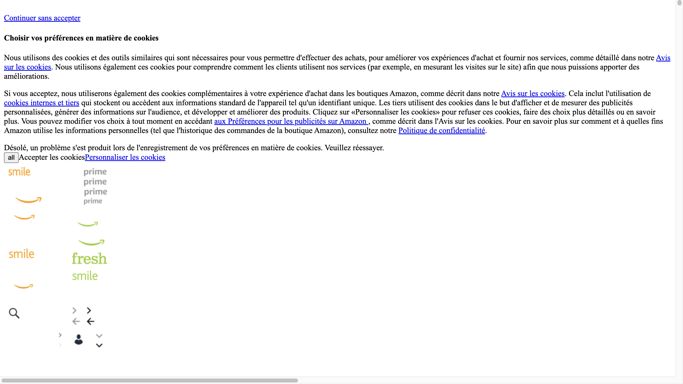 Continuer sans accepter
Choisir vos préférences en matière de cookies
Nous utilisons des cookies et des outils similaires qui sont nécessaires pour vous permettre d'effectuer des achats, pour améliorer vos expériences d'achat et fournir nos services, comme détaillé dans notre Avis
sur les cookies. Nous utilisons également ces cookies pour comprendre comment les clients utilisent nos services (par exemple, en mesurant les visites sur le site) afin que nous puissions apporter des
améliorations.
Si vous acceptez, nous utiliserons également des cookies complémentaires à votre expérience d'achat dans les boutiques Amazon, comme décrit dans notre Avis sur les cookies. Cela inclut l'utilisation de
cookies internes et tiers qui stockent ou accèdent aux informations standard de l'appareil tel qu'un identifiant unique. Les tiers utilisent des cookies dans le but d'afficher et de mesurer des publicités
personnalisées, générer des informations sur l'audience, et développer et améliorer des produits. Cliquez sur «Personnaliser les cookies» pour refuser ces cookies, faire des choix plus détaillés ou en savoir
plus. Vous pouvez modifier vos choix à tout moment en accédant aux Préférences pour les publicités sur Amazon , comme décrit dans l'Avis sur les cookies. Pour en savoir plus sur comment et à quelles fins
Amazon utilise les informations personnelles (tel que l'historique des commandes de la boutique Amazon), consultez notre Politique de confidentialité.
Désolé, un problème s'est produit lors de l'enregistrement de vos préférences en matière de cookies. Veuillez réessayer.
all Accepter les cookiesPersonnaliser les cookies
smile prime
prime
prime
prime
smile
fresh
smile